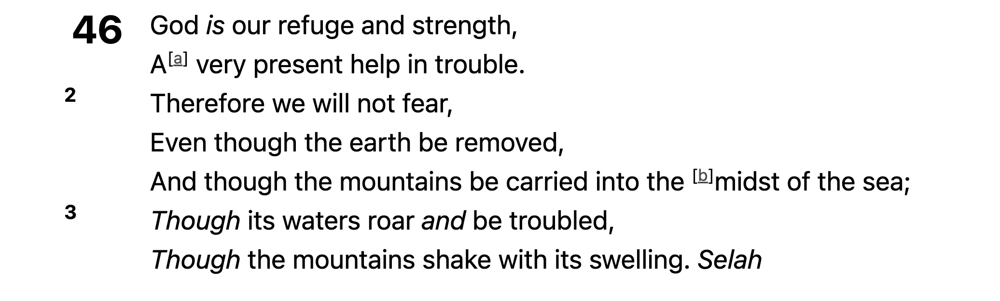 46 God is our refuge and strength,
A[a] very present help in trouble.
2 Therefore we will not fear,
Even though the earth be removed,
And though the mountains be carried into the [b]midst of the sea;
3 Though its waters roar and be troubled,
Though the mountains shake with its swelling. Selah